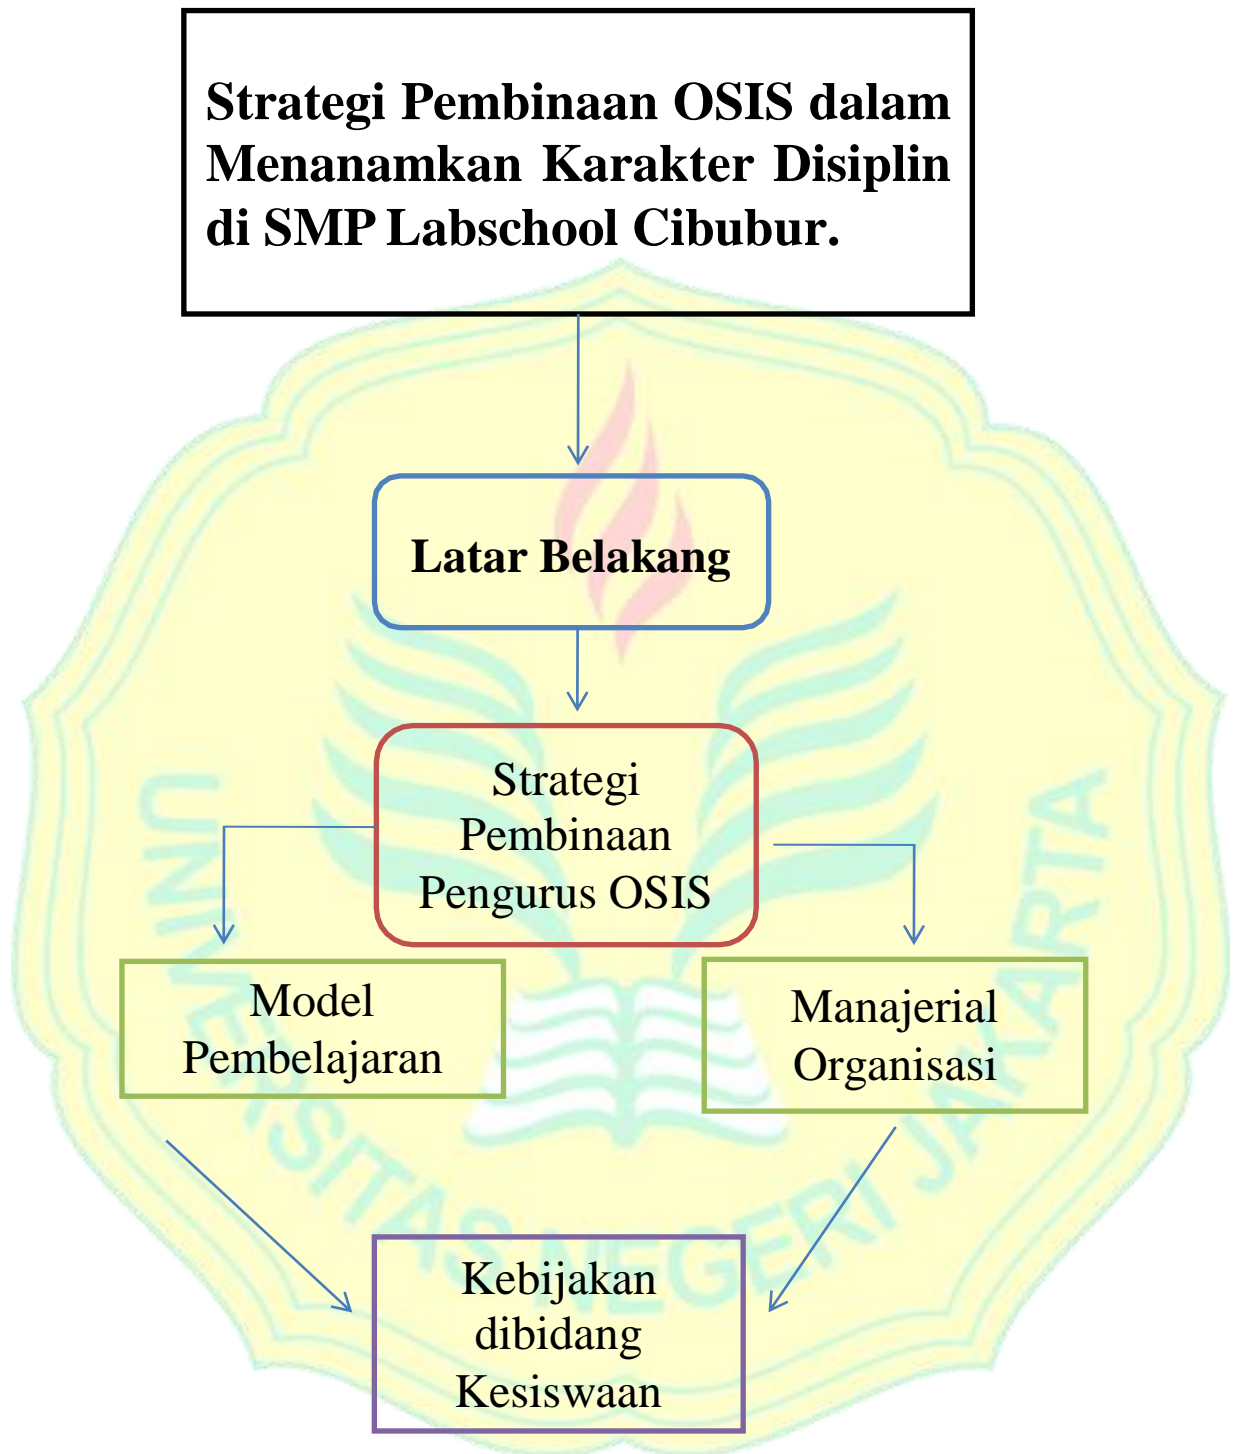 Strategi Pembinaan OSIS dalam
Menanamkan Karakter Disiplin
di SMP Labschool Cibubur.
Latar Belakang
Strategi
Pembinaan
Pengurus OSIS
Model
Pembelajaran
Manajerial
Organisasi
Kebijakan
dibidang
Kesiswaan
UNIVERSITAS NEGERI JAKARTA